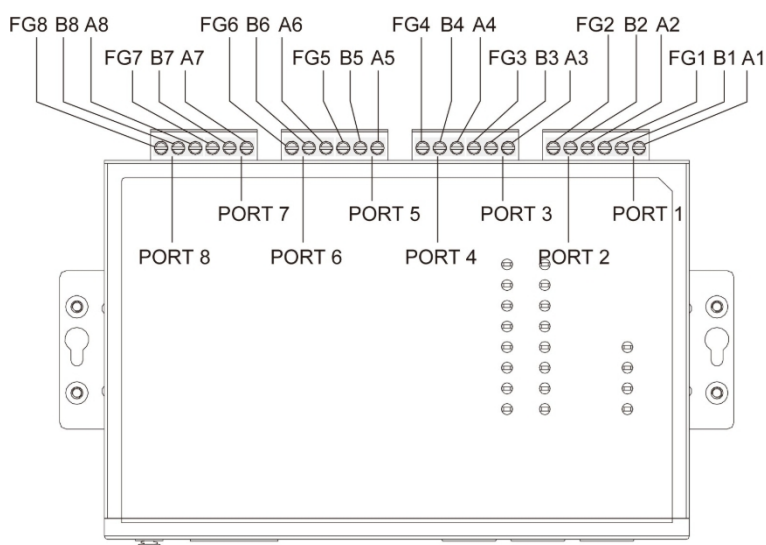 FG8 B8 A8 FG6 B6 A6 FG4 B4 A4 FG2 B2 A2
FG7 B7 A7 FG5 B5 A5 FG3 B3 A3 FG1 B1 A1
PORT 7 PORT 5 PORT 3 PORT 1
PORT 8 PORT 6 PORT 4 PORT 2